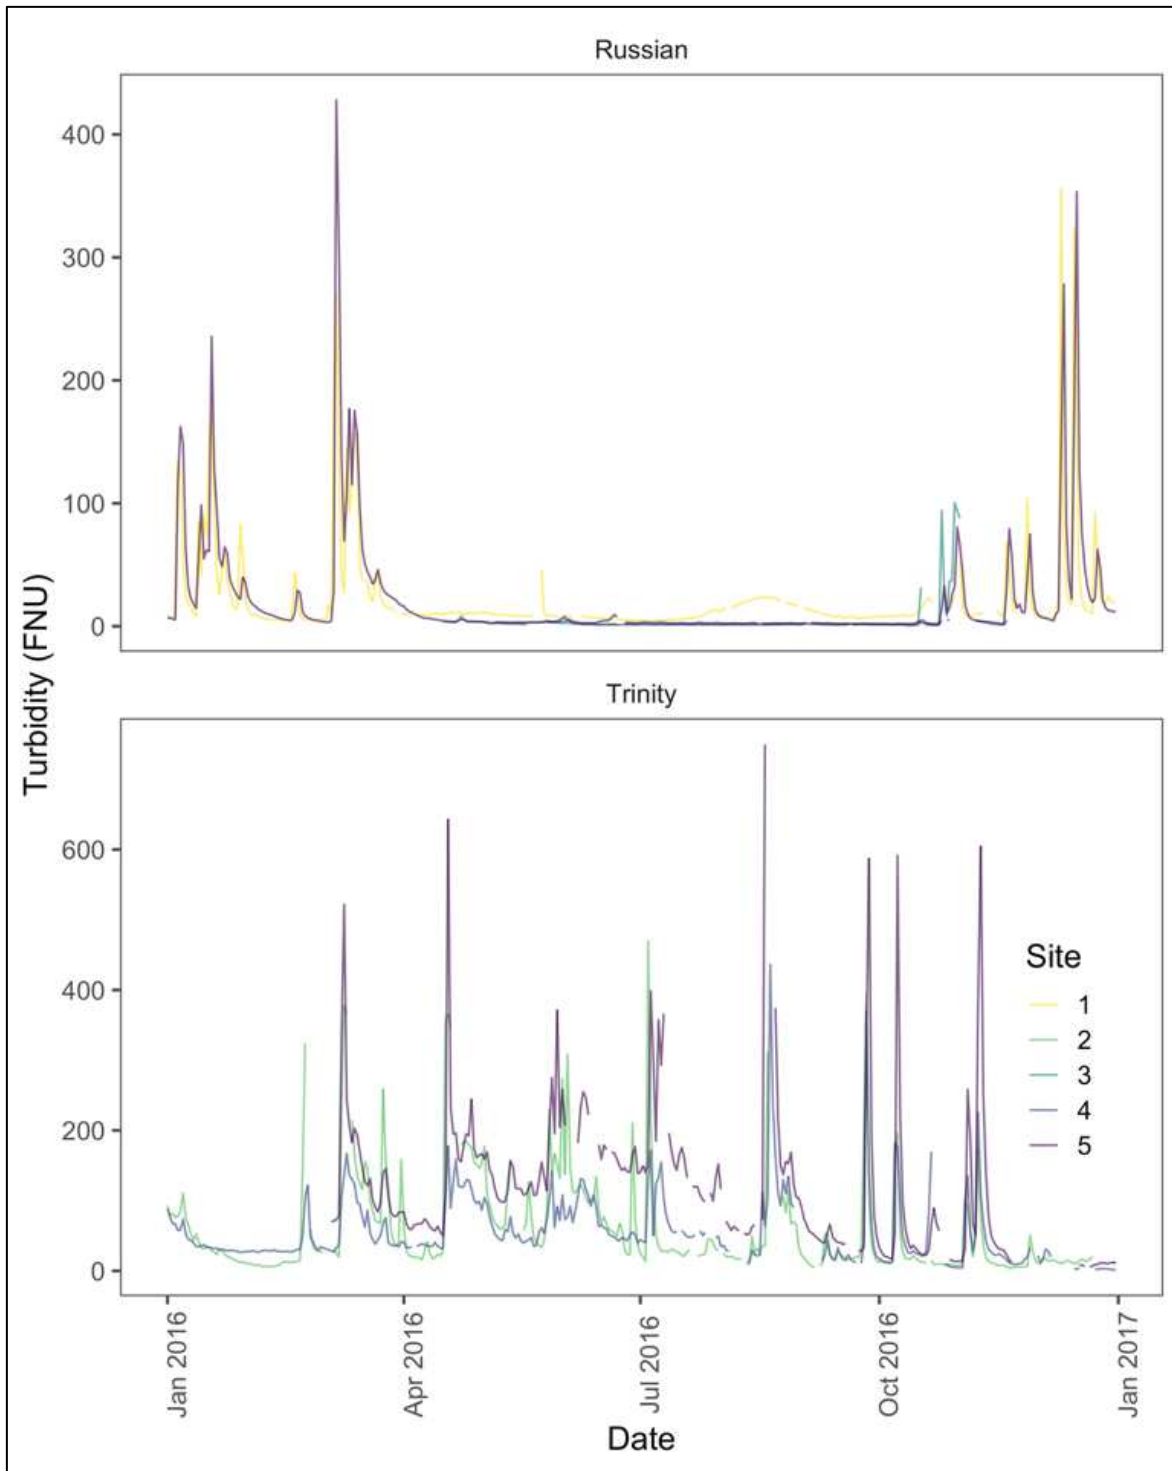 Russian
400
300
200
100
0
Turbidity (FNU)
Trinity
600
400
200
0
Site
1
2
3
4
5
Jan 2016
Apr 2016
Jul 2016
Oct 2016
Jan 2017
Date